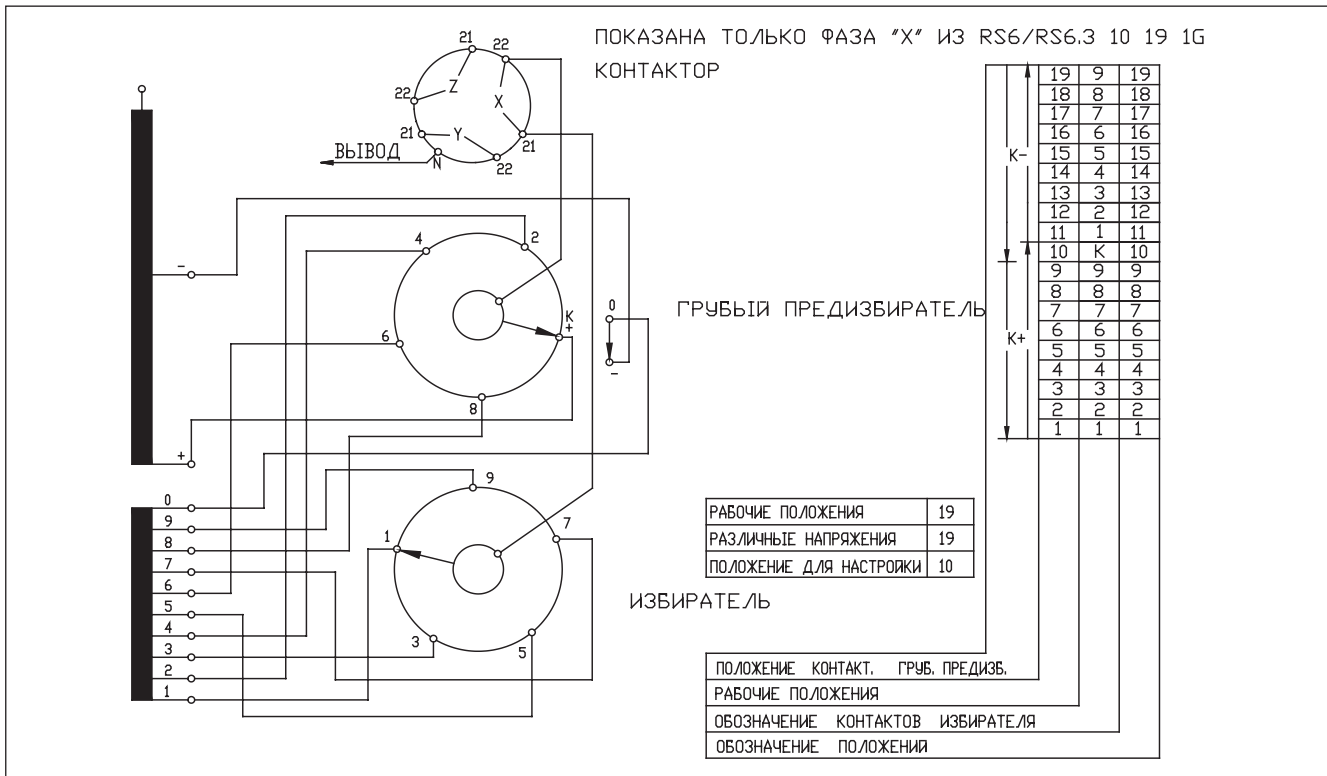 ПОКАЗАНА ТОЛЬКО ФАЗА "X" ИЗ RS6/RS6.3 10 19 1G
КОНТАКТОР
21
22
22
Z
X
21
Y
21
22
N
ВЫВОД
-
+
4
2
6
K
+
8
0
-
ГРУБЫЙ ПРЕДИЗБИРАТЕЛЬ
0
9
8
7
6
5
4
3
2
1
9
7
1
3
5
ИЗБИРАТЕЛЬ
K-
K+
19 9 19
18 8 18
17 7 17
16 6 16
15 5 15
14 4 14
13 3 13
12 2 12
11 1 11
10 K 10
9 9 9
8 8 8
7 7 7
6 6 6
5 5 5
4 4 4
3 3 3
2 2 2
1 1 1
РАБОЧИЕ ПОЛОЖЕНИЯ 19
РАЗЛИЧНЫЕ НАПРЯЖЕНИЯ 19
ПОЛОЖЕНИЕ ДЛЯ НАСТРОЙКИ 10
ПОЛОЖЕНИЕ КОНТАКТ. ГРУБ. ПРЕДИЗБ.
РАБОЧИЕ ПОЛОЖЕНИЯ
ОБОЗНАЧЕНИЕ КОНТАКТОВ ИЗБИРАТЕЛЯ
ОБОЗНАЧЕНИЕ ПОЛОЖЕНИЙ